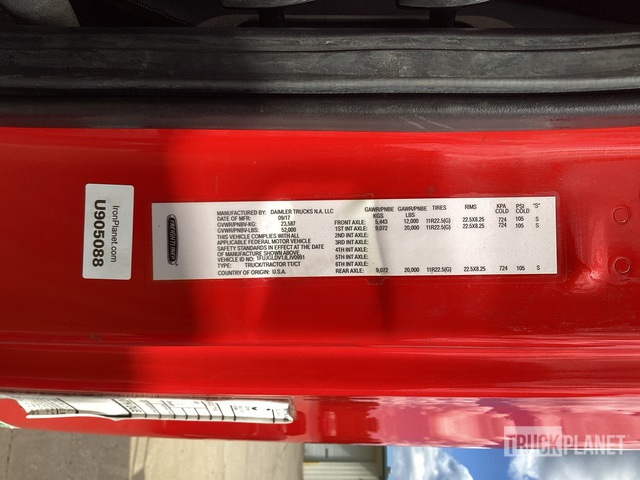 IronPlanet.com
U905088
FREIGHTLINER
MANUFACTURED BY: DAIMLER TRUCKS N.A. LLC
DATE OF MFR: 09/17
GVWR/PNBV-KG: 23,587
GVWR/PNBV-LBS: 52,000
THIS VEHICLE COMPLIES WITH ALL
APPLICABLE FEDERAL MOTOR VEHICLE
SAFETY STANDARDS IN EFFECT AT THE
DATE OF MANUFACTURE SHOWN ABOVE.
VEHICLE ID NO:
TYPE: TRUCK/TRACTOR TT/CT
COUNTRY OF ORIGIN: U.S.A.
GAWR/PNBE KGS GAWR/PNBE LBS TIRES RIMS KPA COLD PSI COLD "S"
FRONT AXLE: 5,443 12,000 11R22.5(G) 22.5X8.25 724 105 S
1ST INT AXLE: 9,072 20,000 11R22.5(G) 22.5X8.25 724 105 S
2ND INT AXLE:
3RD INT AXLE:
4TH INT AXLE:
5TH INT AXLE:
6TH INT AXLE:
REAR AXLE: 9,072 20,000 11R22.5(G) 22.5X8.25 724 105 S
TRUCKPLANET